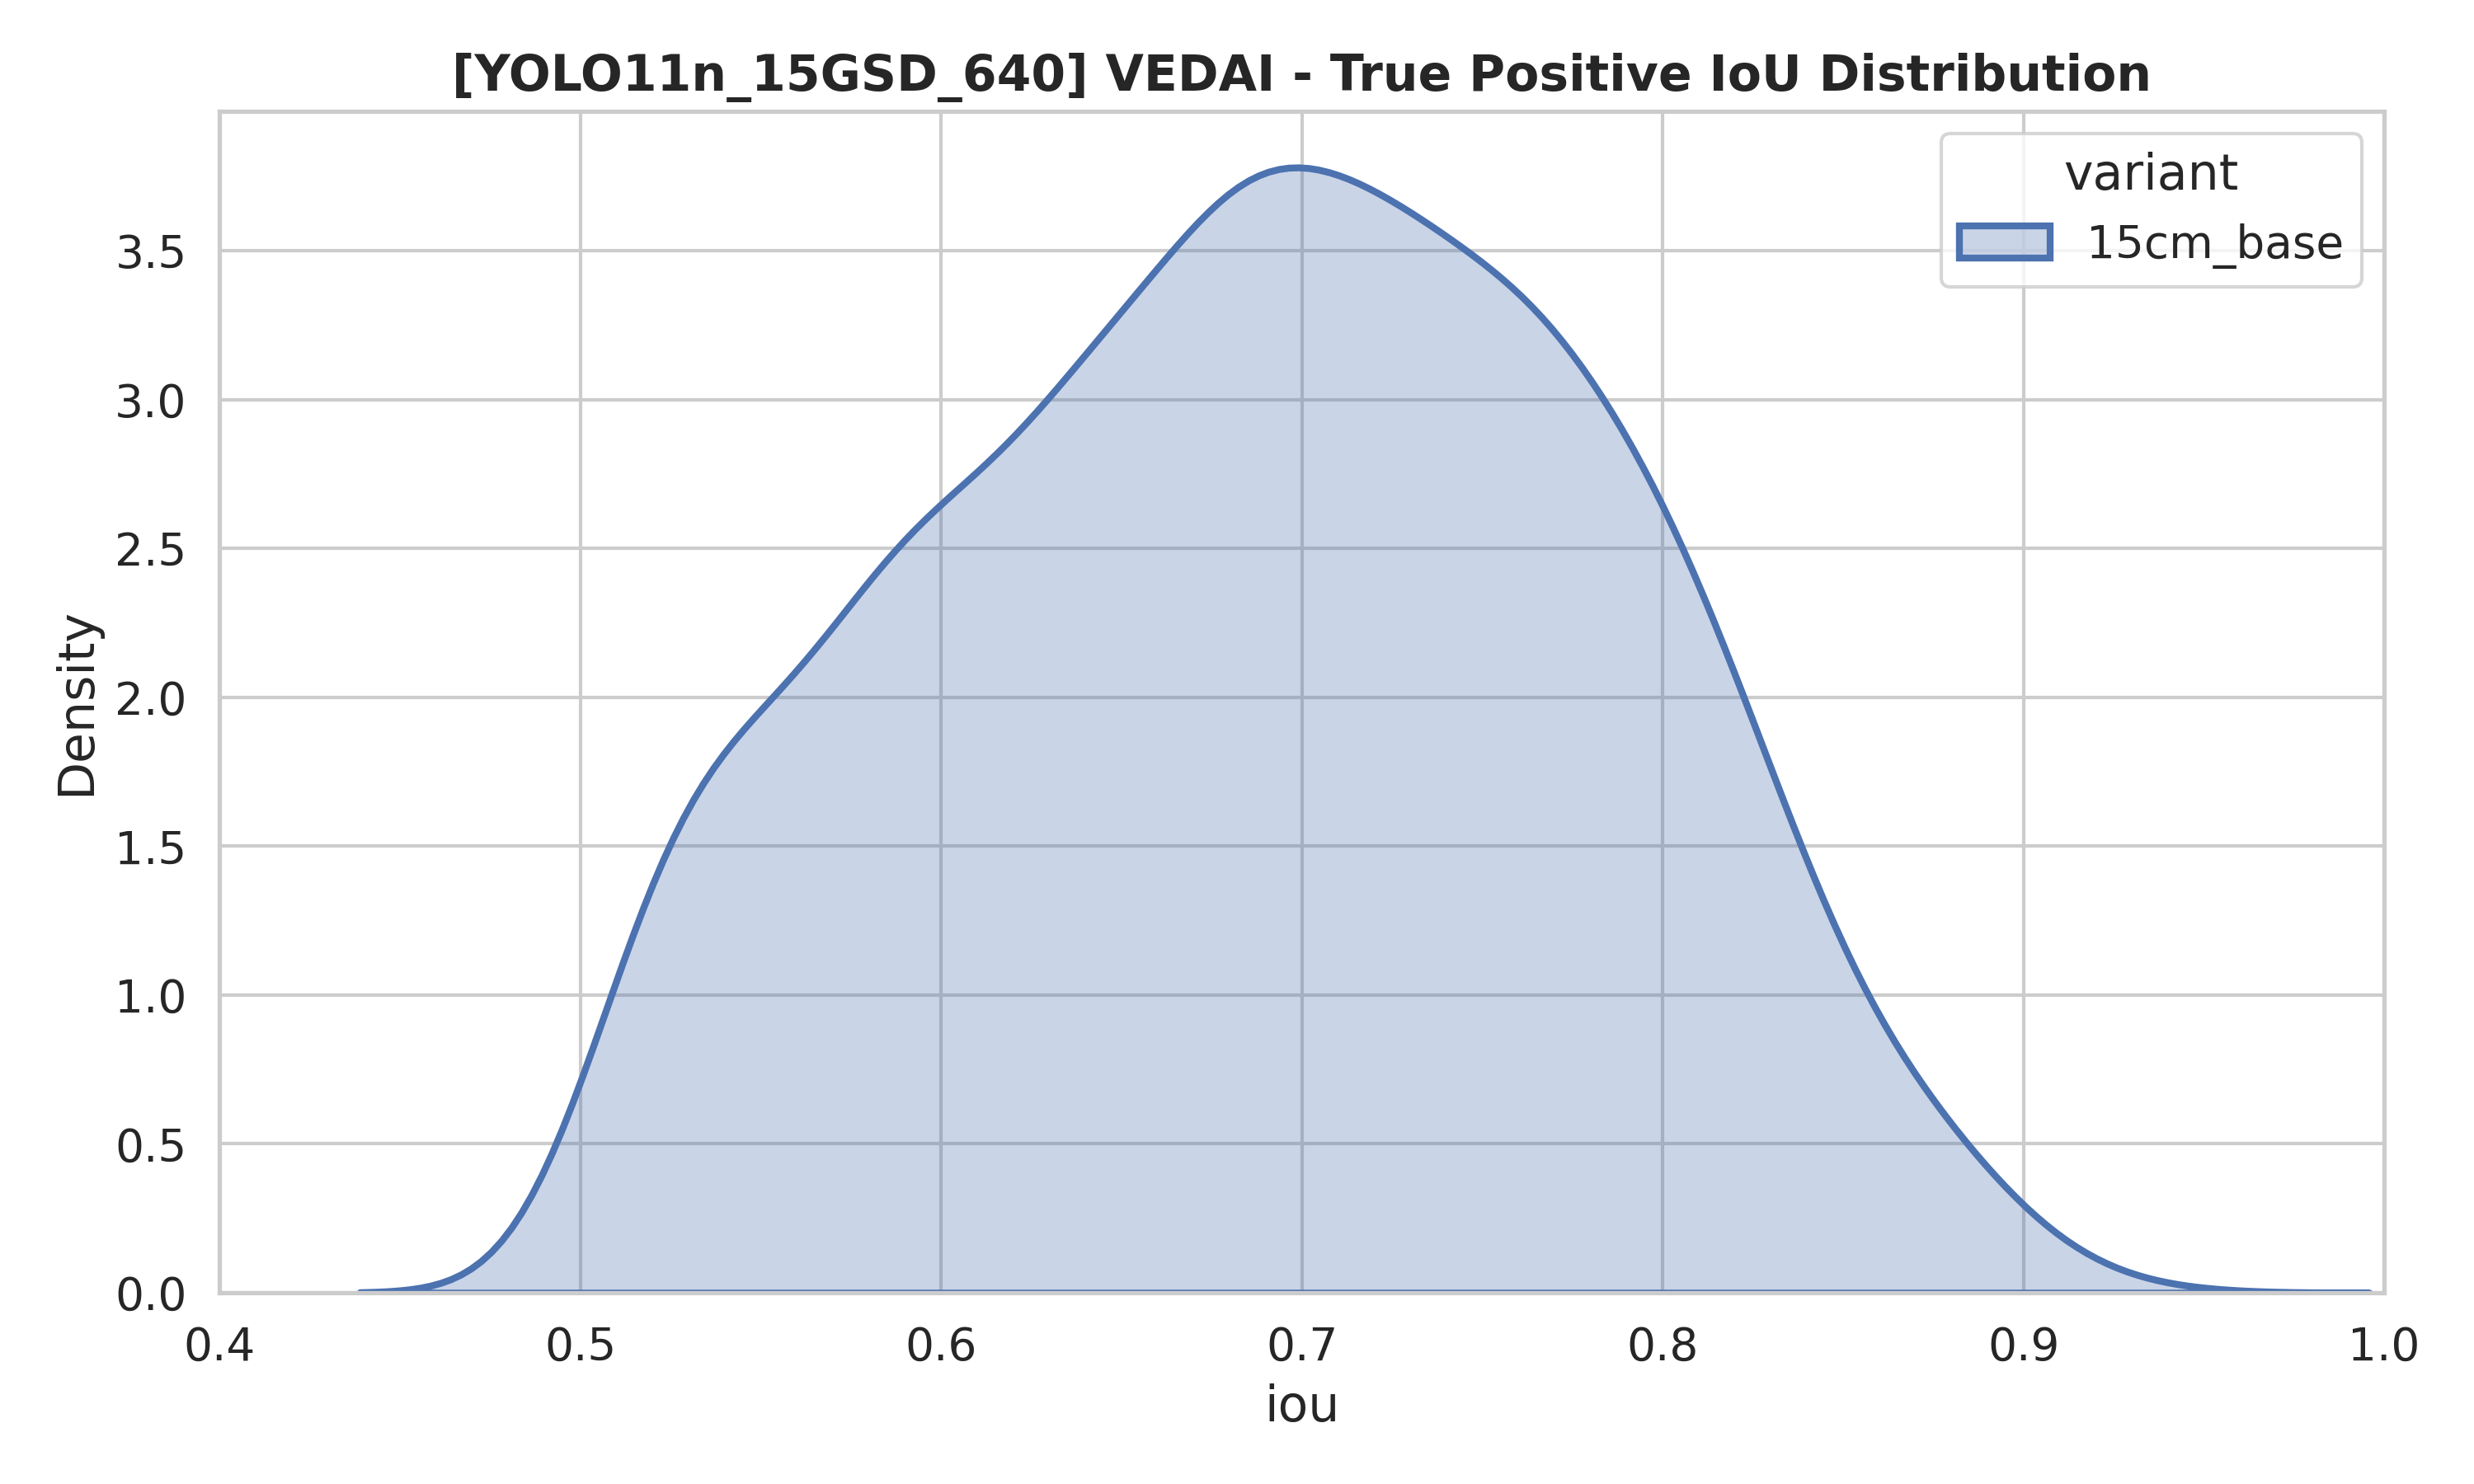 [YOLO11n_15GSD_640] VEDAI - True Positive IoU Distribution
variant
15cm_base
Density
3.5
3.0
2.5
2.0
1.5
1.0
0.5
0.0
0.4 0.5 0.6 0.7 0.8 0.9 1.0
iou